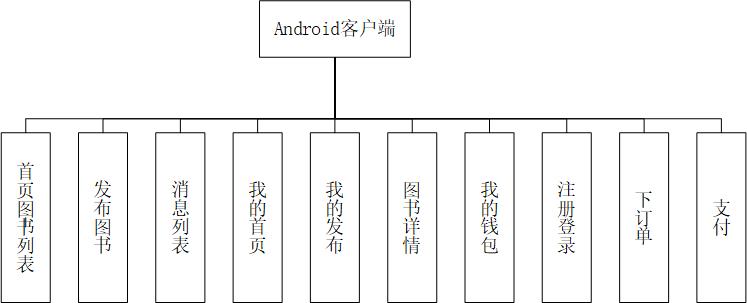 Android客户端
首页图书列表
发布图书
消息列表
我的首页
我的发布
图书详情
我的钱包
注册登录
下订单
支付